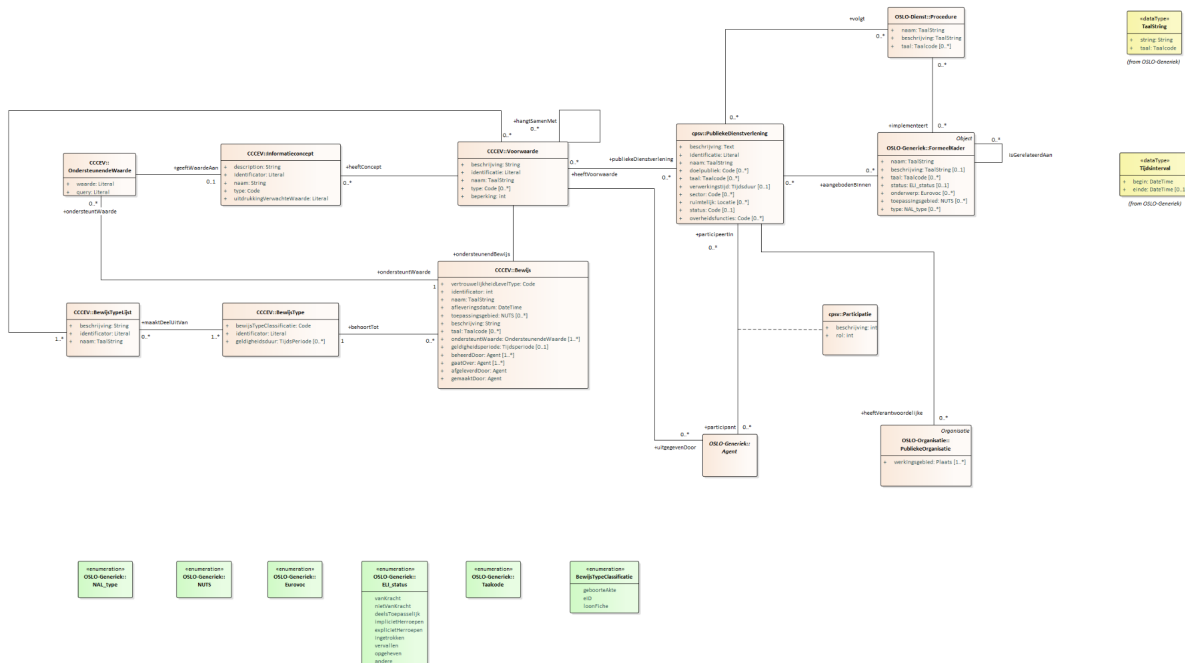 OSLO-Dienst::Procedure
+ naam: TaalString
+ beschrijving: TaalString
+ taal: Taalcode [0..*]
+volgt
0..*
0..*
0..*
+implementeert 0..*
«dataType»
TaalString
+ string: String
+ taal: Taalcode
(from OSLO-Generiek)
«dataType»
Tijdsinterval
+ begin: DateTime
+ einde: DateTime [0..1]
(from OSLO-Generiek)
CCCEV::
OndersteunendeWaarde
+ waarde: Literal
+ query: Literal
0..*
+ondersteuntWaarde
+geeftWaardeAan
0..1
CCCEV::Informatieconcept
+ description: String
+ identificator: Literal
+ naam: String
+ type: Code
+ uitdrukkingVerwachteWaarde: Literal
+heeftConcept
0..*
+hangtSamenMet
0..*
0..*
CCCEV::Voorwaarde
+ beschrijving: String
+ identificatie: Literal
+ naam: TaalString
+ type: Code [0..*]
+ beperking: int
0..*
+heeftVoorwaarde
+publiekeDienstverlening
0..*
cpsv::PubliekeDienstverlening
+ beschrijving: Text
+ identificatie: Literal
+ naam: TaalString
+ doelpubliek: Code [0..*]
+ taal: Taalcode [0..*]
+ verwerkingstijd: Tijdsduur [0..1]
+ sector: Code [0..*]
+ ruimtelijk: Locatie [0..*]
+ status: Code [0..1]
+ overheidsfuncties: Code [0..*]
0..*
+aangebodenBinnen
0..*
Object
OSLO-Generiek::FormeelKader
+ naam: TaalString
+ beschrijving: TaalString [0..1]
+ taal: Taalcode [0..*]
+ status: ELI_status [0..1]
+ onderwerp: Eurovoc [0..*]
+ toepassingsgebied: NUTS [0..*]
+ type: NAL_type [0..*]
0..*
isGerelateerdAan
+ondersteunendBewijs
+ondersteuntWaarde
1
CCCEV::Bewijs
+ vertrouwelijkheidLevelType: Code
+ identificator: int
+ naam: TaalString
+ afleveringsdatum: DateTime
+ toepassingsgebied: NUTS [0..*]
+ beschrijving: String
+ taal: Taalcode [0..*]
+ ondersteuntWaarde: OndersteunendeWaarde [1..*]
+ geldigheidsperiode: Tijdsperiode [0..1]
+ beheerdDoor: Agent [1..*]
+ gaatOver: Agent [1..*]
+ afgeleverdDoor: Agent
+ gemaaktDoor: Agent
CCCEV::BewijsTypeLijst
+ beschrijving: String
+ identificator: Literal
+ naam: TaalString
1..*
+maaktDeelUitVan
0..*
1..*
CCCEV::BewijsType
+ bewijsTypeClassificatie: Code
+ identificator: Literal
+ geldigheidsduur: TijdsPeriode [0..*]
+behoortTot
1
0..*
+participeertIn
0..*
cpsv::Participatie
+ beschrijving: int
+ rol: int
+participant 0..*
0..*
+uitgegevenDoor
OSLO-Generiek::
Agent
+heeftVerantwoordelijke
0..*
Organisatie
OSLO-Organisatie::
PubliekeOrganisatie
+ werkingsgebied: Plaats [1..*]
«enumeration»
OSLO-Generiek::
NAL_type
«enumeration»
OSLO-Generiek::
NUTS
«enumeration»
OSLO-Generiek::
Eurovoc
«enumeration»
OSLO-Generiek::
ELI_status
vanKracht
nietVanKracht
deelsToepasselijk
implicietHerroepen
explicietHerroepen
ingetrokken
vervallen
opgeheven
andere
«enumeration»
OSLO-Generiek::
Taalcode
«enumeration»
BewijsTypeClassificatie
geboorteAkte
eID
loonFiche